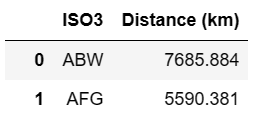 ISO3 Distance (km)
0 ABW 7685.884
1 AFG 5590.381